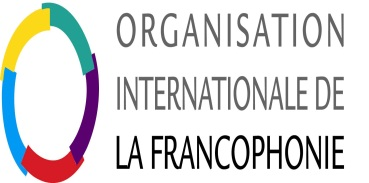 ORGANISATION
INTERNATIONALE DE
LA FRANCOPHONIE